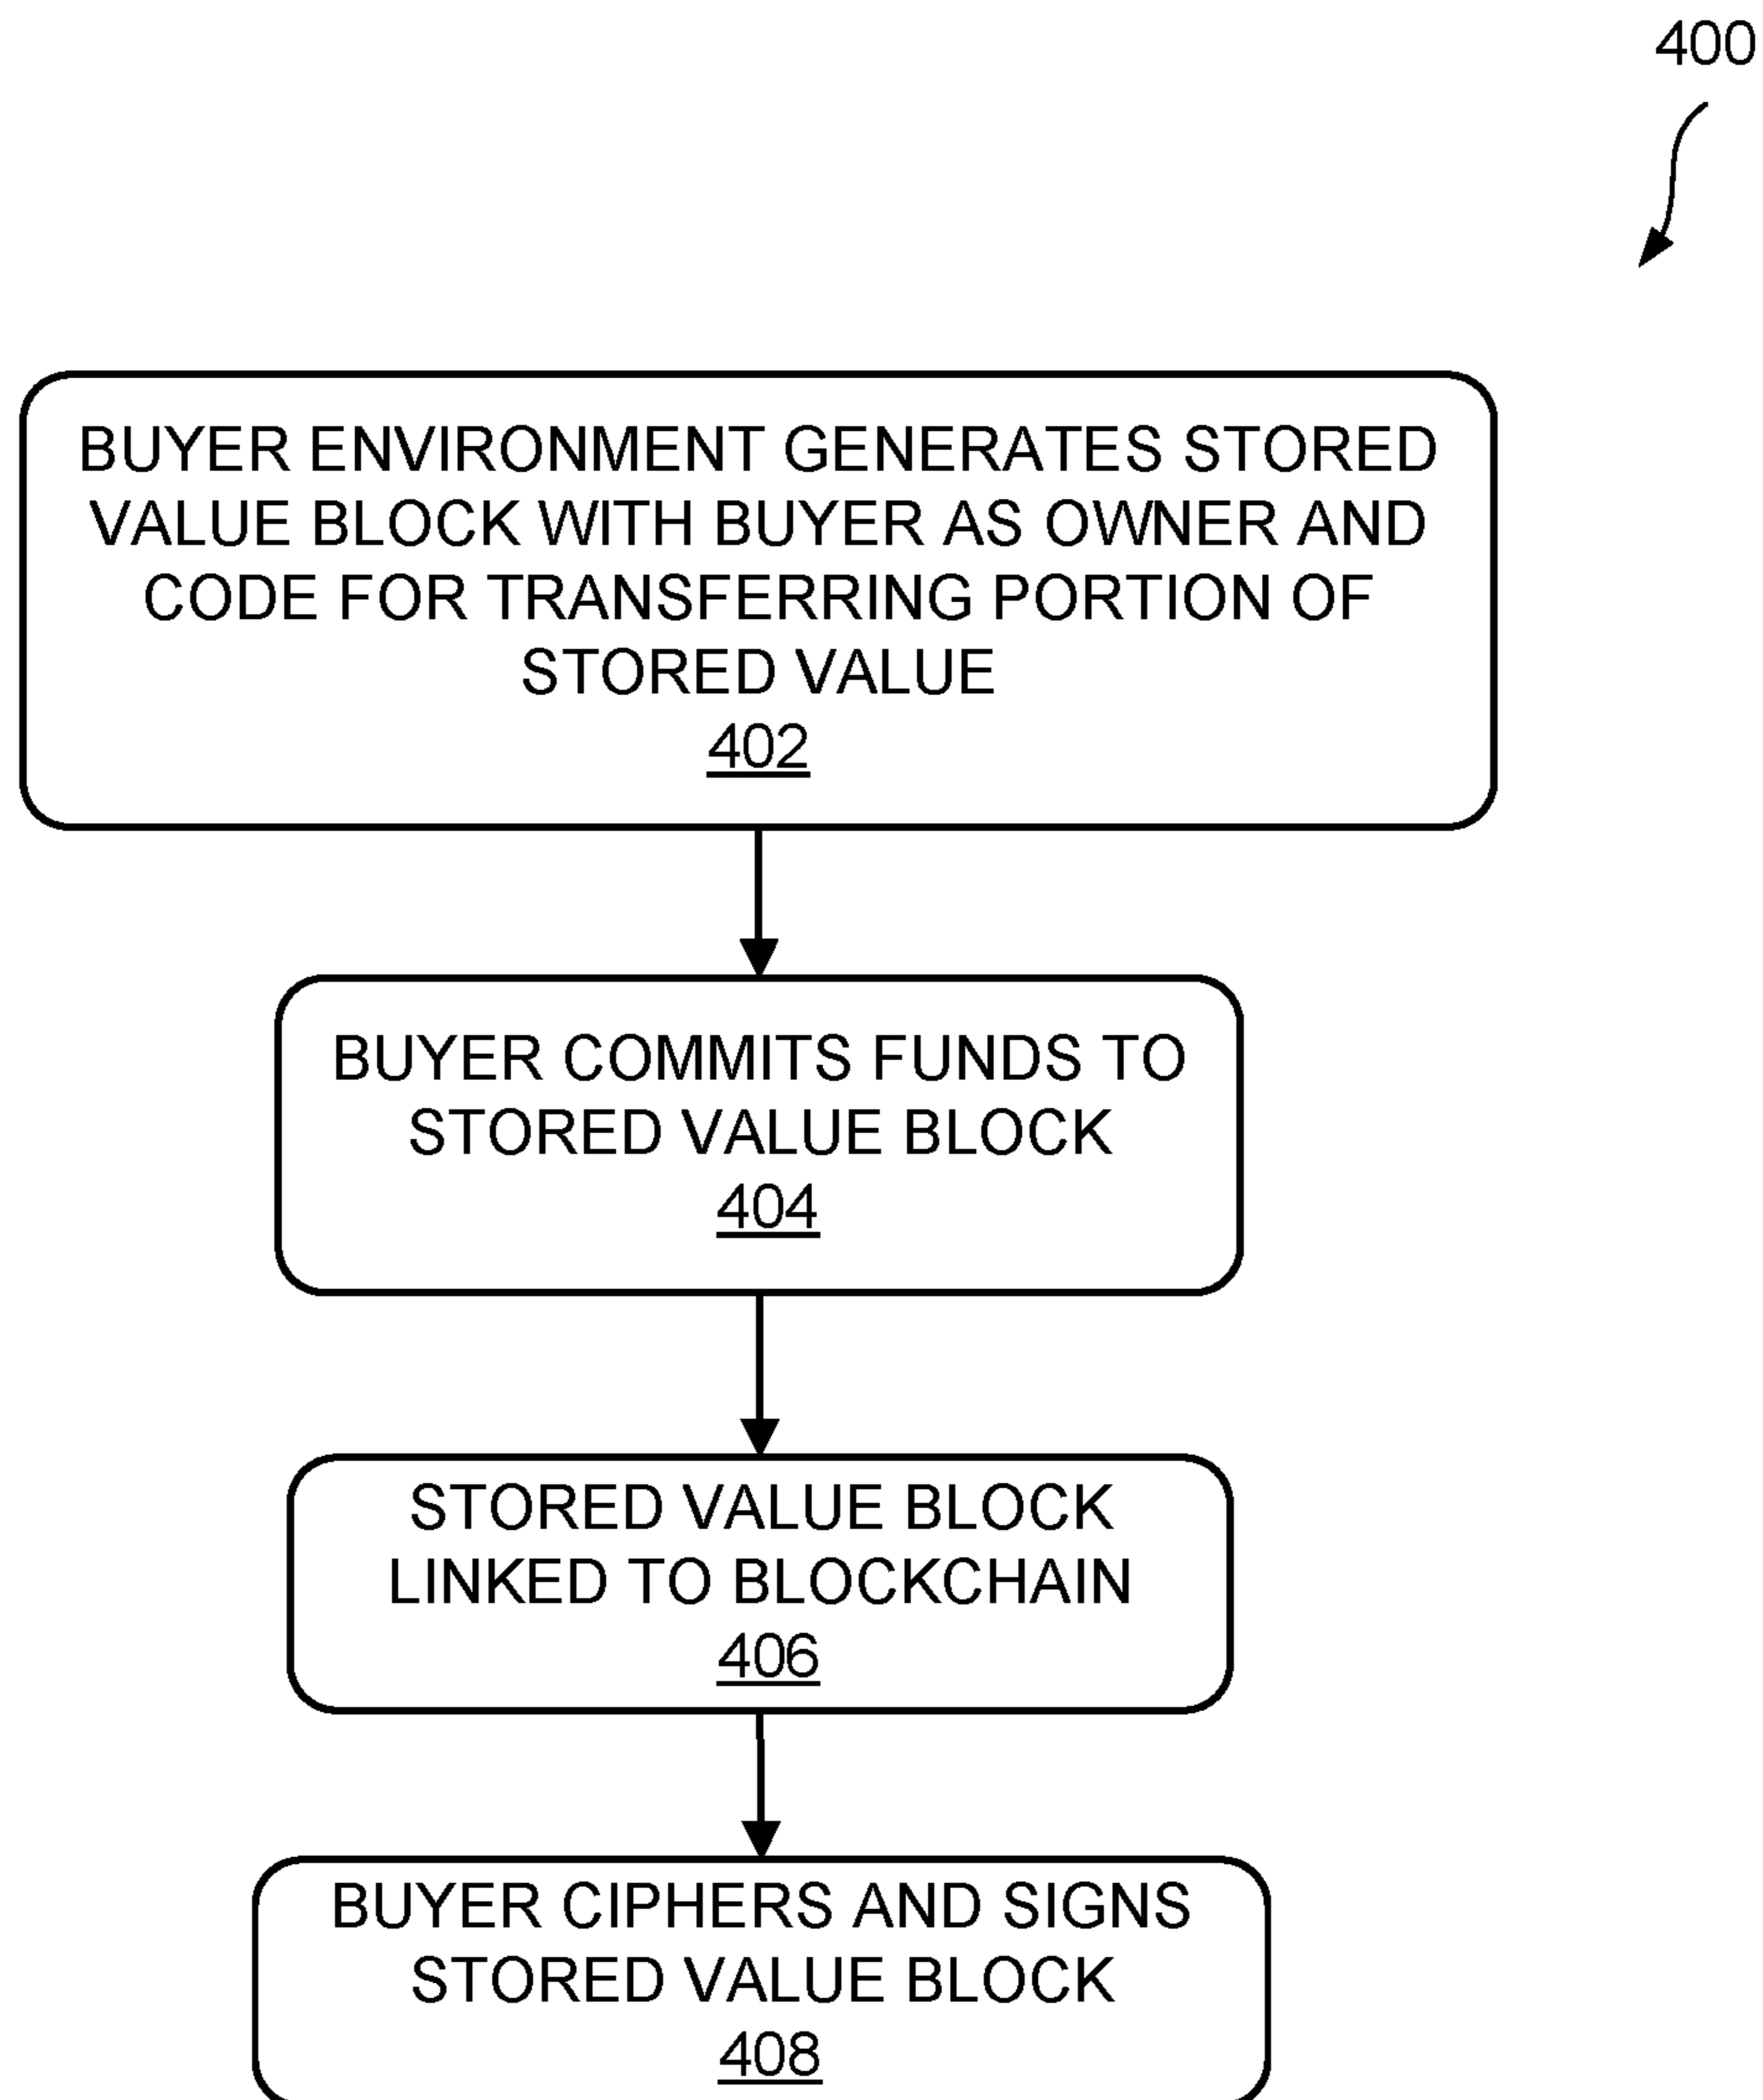 400
BUYER ENVIRONMENT GENERATES STORED
VALUE BLOCK WITH BUYER AS OWNER AND
CODE FOR TRANSFERRING PORTION OF
STORED VALUE
402
BUYER COMMITS FUNDS TO
STORED VALUE BLOCK
404
STORED VALUE BLOCK
LINKED TO BLOCKCHAIN
406
BUYER CIPHERS AND SIGNS
STORED VALUE BLOCK
408